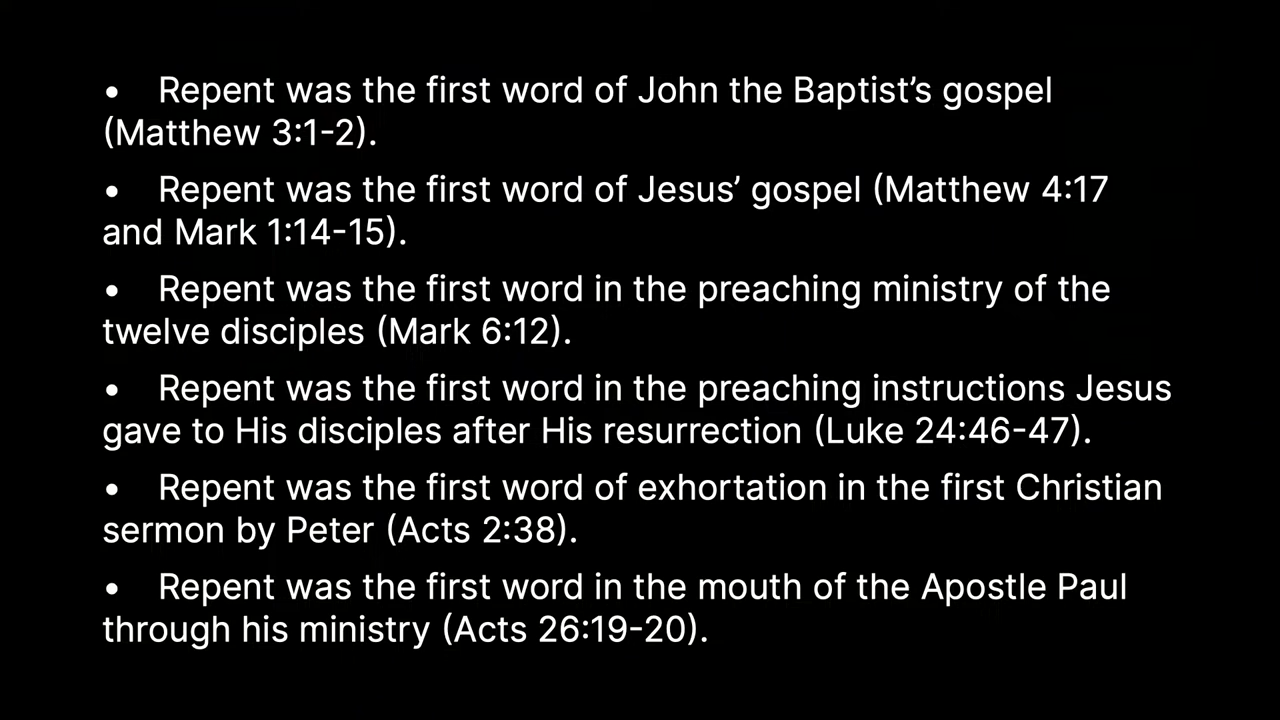 • Repent was the first word of John the Baptist’s gospel
(Matthew 3:1-2).
• Repent was the first word of Jesus’ gospel (Matthew 4:17
and Mark 1:14-15).
• Repent was the first word in the preaching ministry of the
twelve disciples (Mark 6:12).
• Repent was the first word in the preaching instructions Jesus
gave to His disciples after His resurrection (Luke 24:46-47).
• Repent was the first word of exhortation in the first Christian
sermon by Peter (Acts 2:38).
• Repent was the first word in the mouth of the Apostle Paul
through his ministry (Acts 26:19-20).